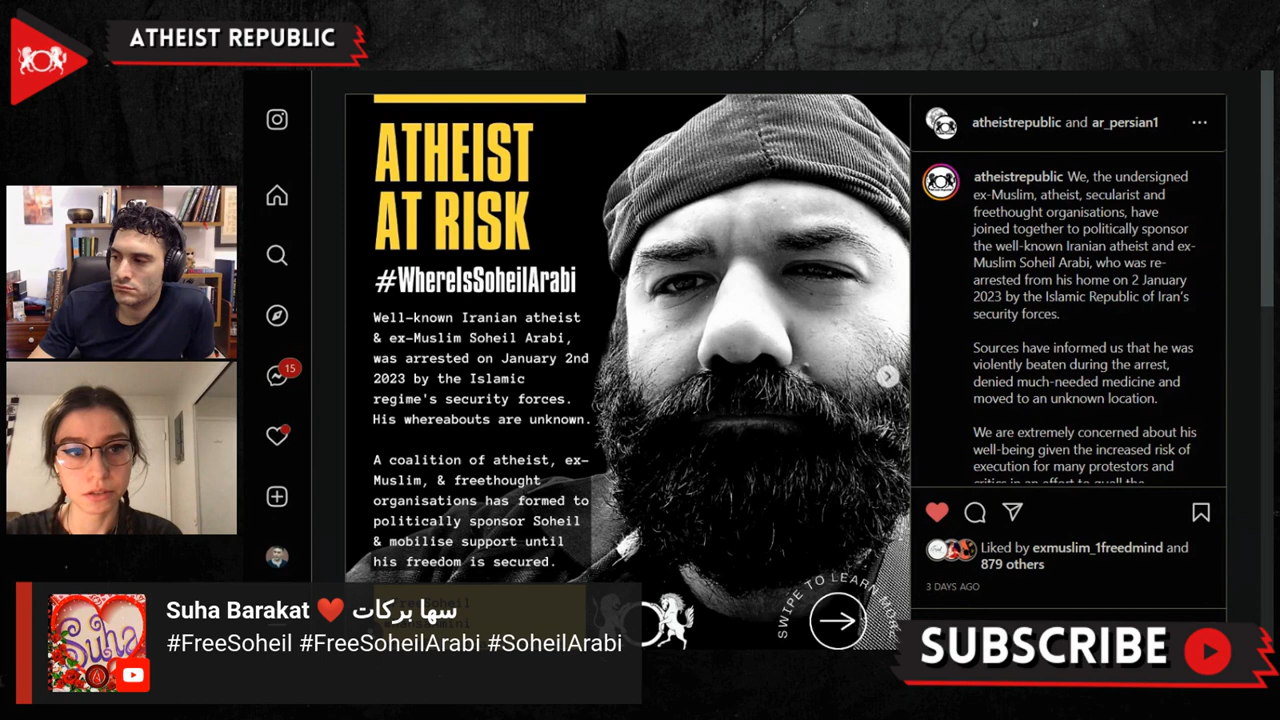 ATHEIST REPUBLIC
ATHEIST
AT RISK
#WhereIsSoheilArabi
Well-known Iranian atheist
& ex-Muslim Soheil Arabi,
was arrested on January 2nd
2023 by the Islamic
regime's security forces.
His whereabouts are unknown.
A coalition of atheist, ex-
Muslim, & freethought
organisations has formed to
politically sponsor Soheil
& mobilise support until
his freedom is secured.
SWIPE TO LEARN MORE
15
atheistrepublic and ar_persian1
atheistrepublic We, the undersigned
ex-Muslim, atheist, secularist and
freethought organisations, have
joined together to politically sponsor
the well-known Iranian atheist and ex-
Muslim Soheil Arabi, who was re-
arrested from his home on 2 January
2023 by the Islamic Republic of Iran's
security forces.
Sources have informed us that he was
violently beaten during the arrest,
denied much-needed medicine and
moved to an unknown location.
We are extremely concerned about his
well-being given the increased risk of
execution for many protestors and
critics in an effort to quell the
Liked by exmuslim_1freedmind and
879 others
3 DAYS AGO
Suha
Suha Barakat ❤️ سها بركات
#FreeSoheil #FreeSoheilArabi #SoheilArabi
SUBSCRIBE